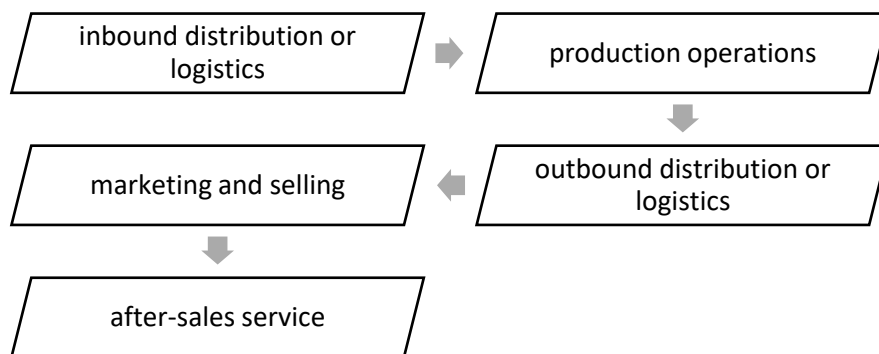 inbound distribution or
logistics
production operations
outbound distribution or
logistics
marketing and selling
after-sales service